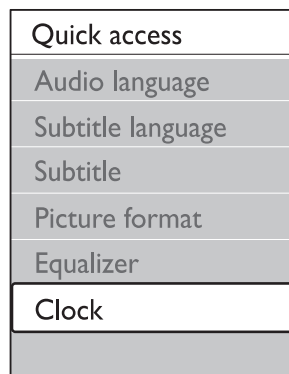 Quick access
Audio language
Subtitle language
Subtitle
Picture format
Equalizer
Clock